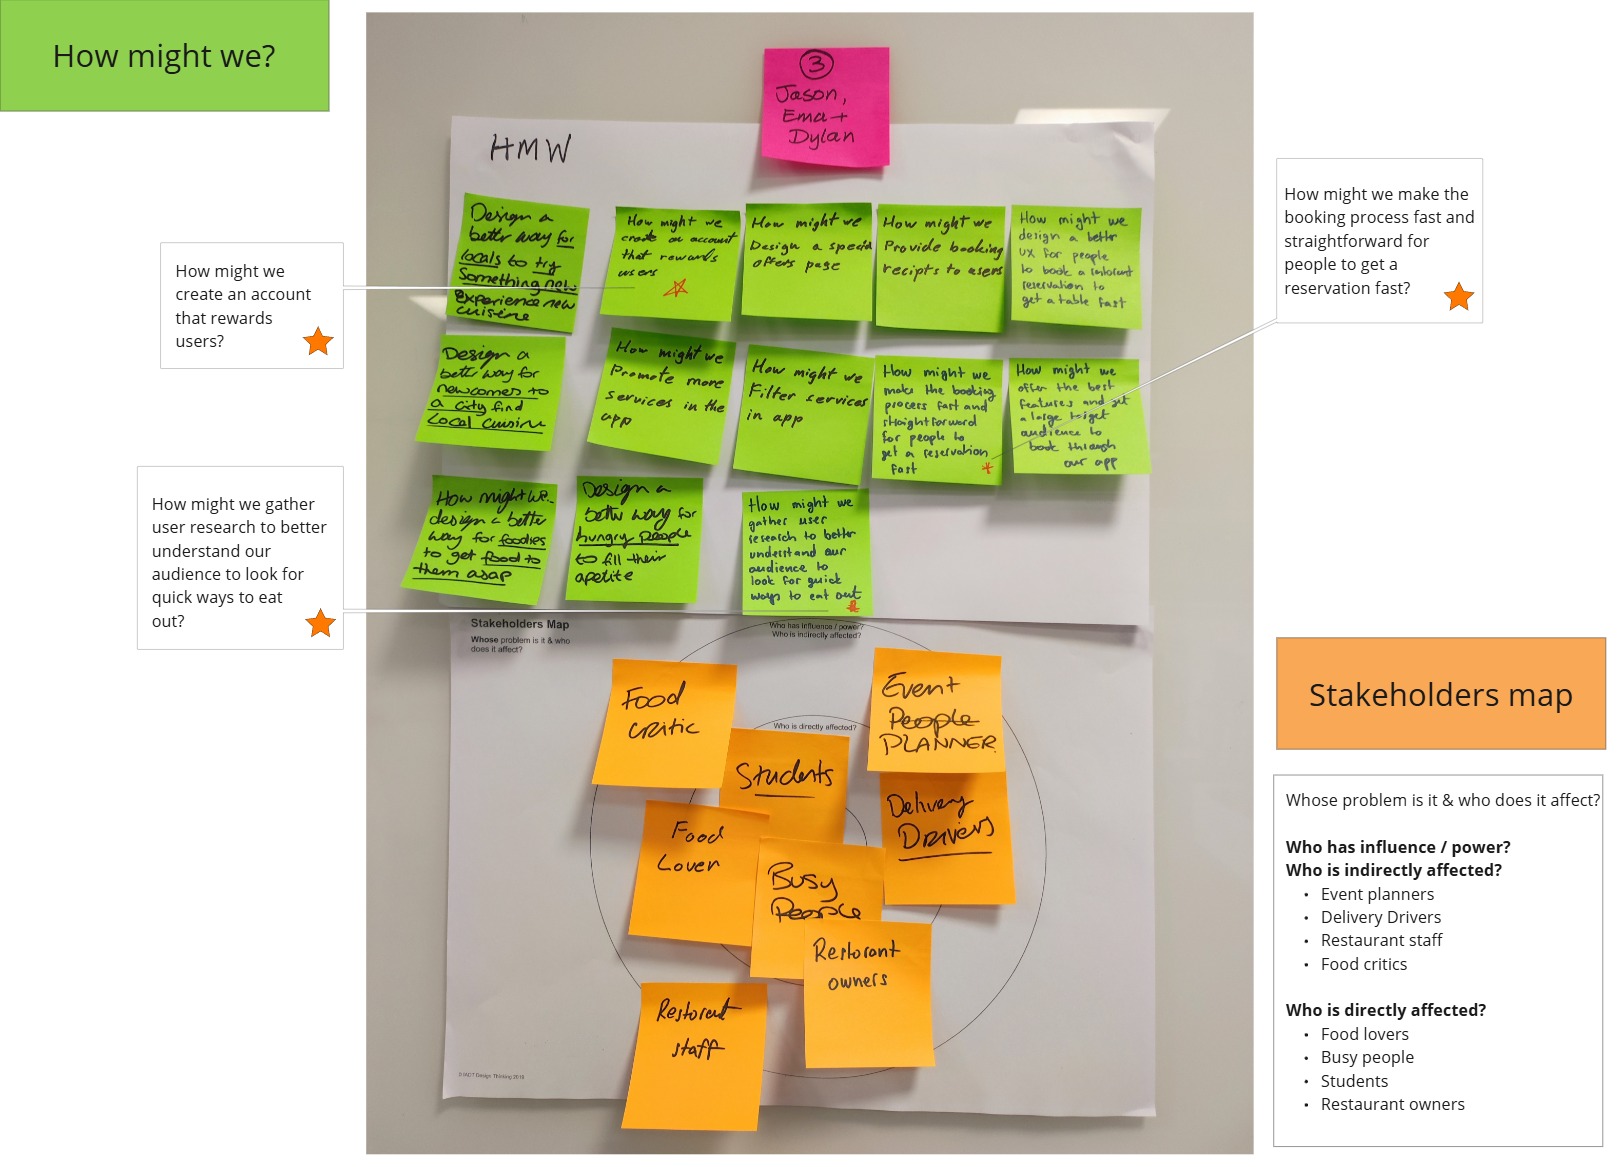 How might we?
3
Jason,
Ema +
Dylan
HMW
Design a
better way for
locals to try
Something new
experience new
cuisine
How might we
create an account
that rewards
users
How might we
Design a special
offers page
How might we
Provide booking
recipts to users
How might we
design a better
UX for people
to book a
reservation to
get a table fast
Design a
better way for
newcomers to
a city find
Local Cuisine
How might we
Promote more
services in the
app
How might we
Filter services
in app
How might we
make the booking
process fast and
straightforward
for people to
get a reservation
fast
How might we
offer the best
features and get
a large target
audience to
book through
our app
How might we
design a better
way for foodies
to get food to
them asap
Design a
better way for
hungry people
to fill their
apetite
How might we
gather user
research to better
understand our
audience to
look for quick
ways to eat out
How might we
create an account
that rewards
users?
How might we gather
user research to better
understand our
audience to look for
quick ways to eat
out?
How might we make the
booking process fast and
straightforward for
people to get a
reservation fast?
Stakeholders Map
Whose problem is it & who
does it affect?
Who has influence / power?
Who is indirectly affected?
Who is directly affected?
Food
critic
Event
People
PLANNER
Students
Delivery
Drivers
Food
Lover
Busy
People
Restorant
owners
Restorant
staff
©IADT Design Thinking 2018
Stakeholders map
Whose problem is it & who does it affect?
Who has influence / power?
Who is indirectly affected?
• Event planners
• Delivery Drivers
• Restaurant staff
• Food critics
Who is directly affected?
• Food lovers
• Busy people
• Students
• Restaurant owners